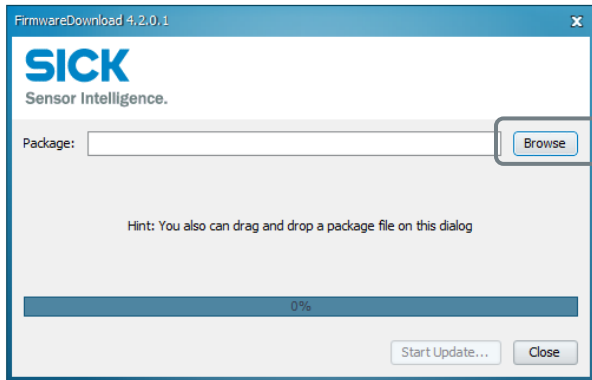 FirmwareDownload 4.2.0.1 x
SICK
Sensor Intelligence.
Package: Browse
Hint: You also can drag and drop a package file on this dialog
0%
Start Update... Close